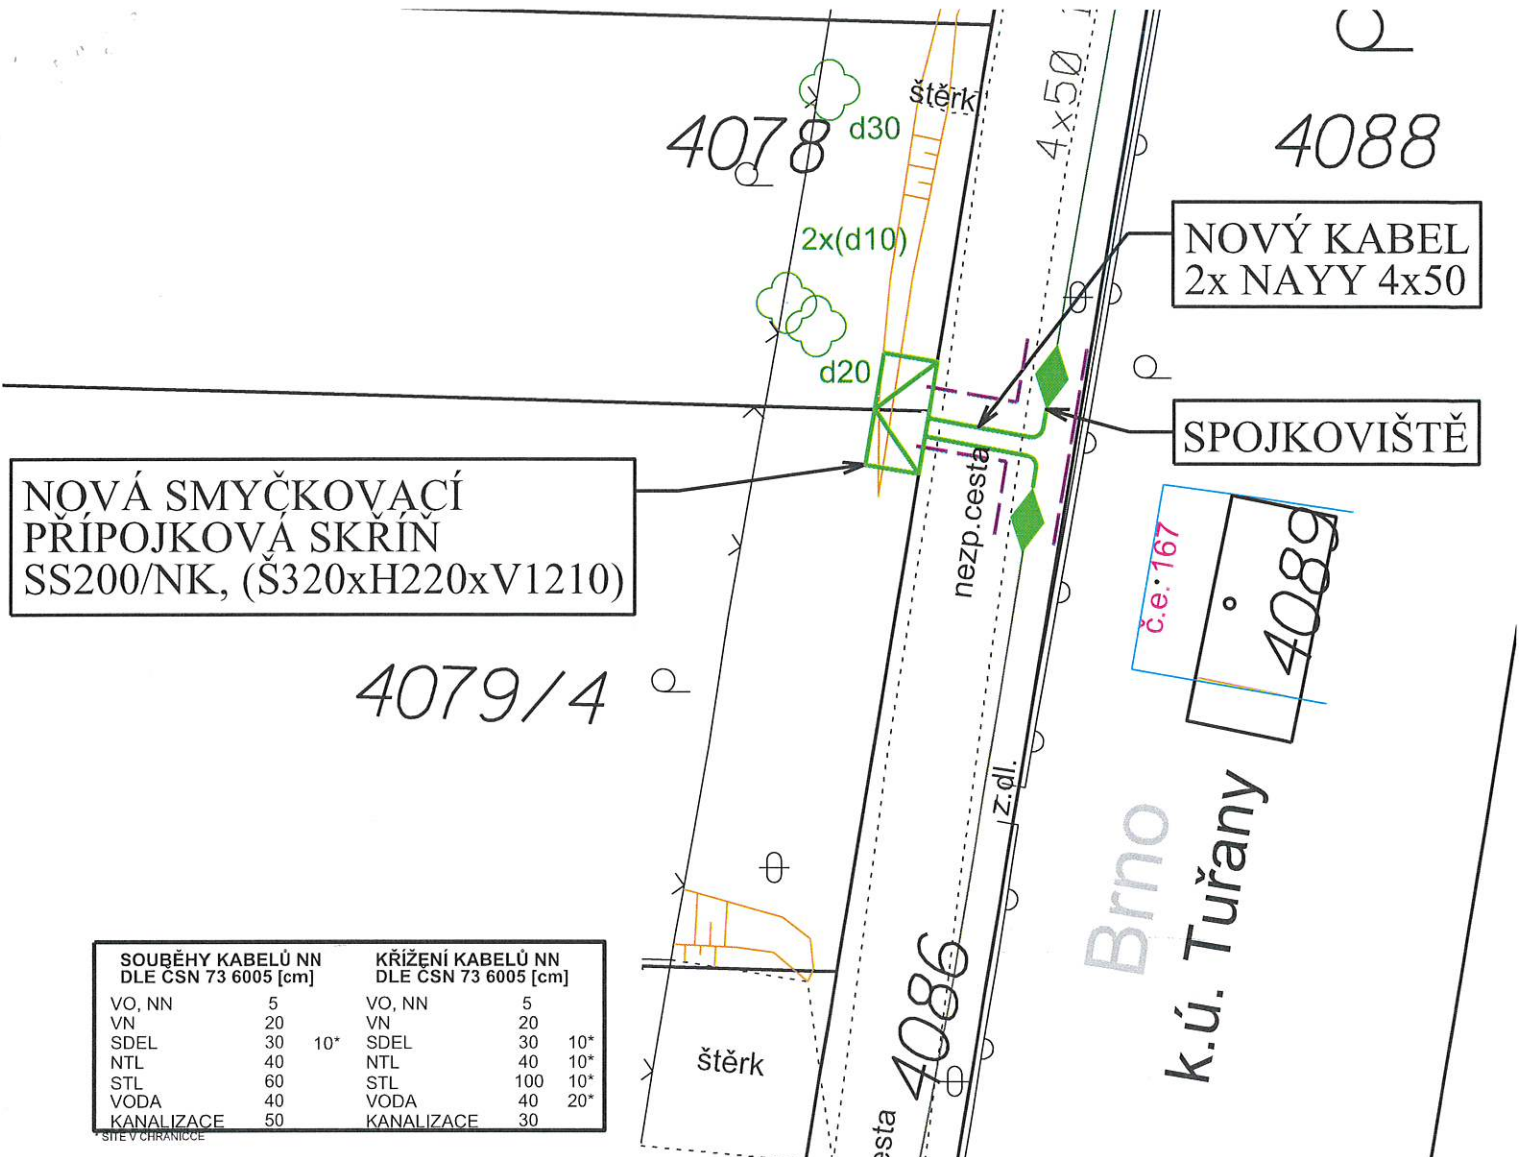 štěrk
4x50
4078
d30
4088
2x(d10)
NOVÝ KABEL
2x NAYY 4x50
d20
SPOJKOVIŠTĚ
NOVÁ SMYČKOVACÍ
PŘÍPOJKOVÁ SKŘÍŇ
SS200/NK, (Š320xH220xV1210)
nezp.cesta
č.e. 167
4089
4079/4
z.dl.
Brno
k.ú. Tuřany
4086
štěrk
esta
SOUBĚHY KABELŮ NN KŘÍŽENÍ KABELŮ NN
DLE ČSN 73 6005 [cm] DLE ČSN 73 6005 [cm]
VO, NN 5 VO, NN 5
VN 20 VN 20
SDEL 30 10* SDEL 30 10*
NTL 40 NTL 40 10*
STL 60 STL 100 10*
VODA 40 VODA 40 20*
KANALIZACE 50 KANALIZACE 30
* SÍTĚ V CHRÁNIČCE